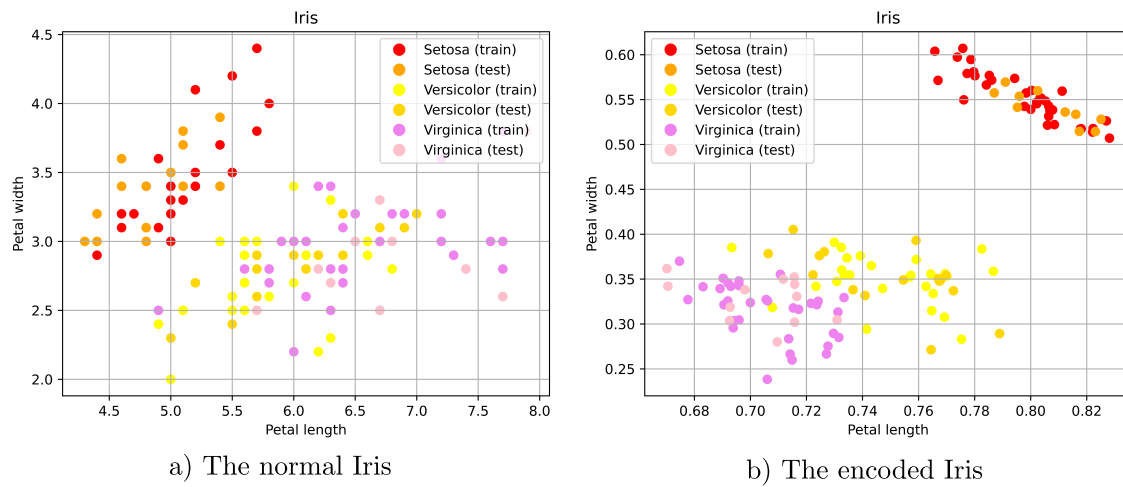 Iris
4.5
4.0
3.5
3.0
2.5
2.0
Petal width
Setosa (train)
Setosa (test)
Versicolor (train)
Versicolor (test)
Virginica (train)
Virginica (test)
4.5 5.0 5.5 6.0 6.5 7.0 7.5 8.0
Petal length
a) The normal Iris
Iris
0.60
0.55
0.50
0.45
0.40
0.35
0.30
0.25
Petal width
Setosa (train)
Setosa (test)
Versicolor (train)
Versicolor (test)
Virginica (train)
Virginica (test)
0.68 0.70 0.72 0.74 0.76 0.78 0.80 0.82
Petal length
b) The encoded Iris